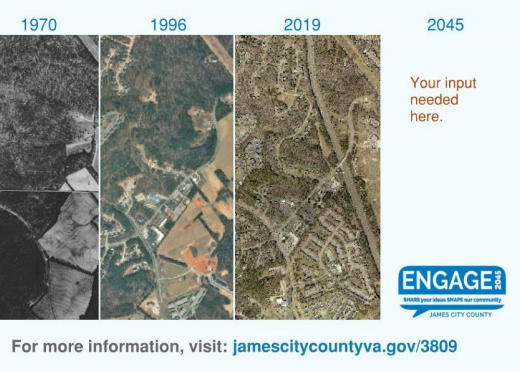 1970 1996 2019 2045
Your input
needed
here.
ENGAGE 2045
SHARE your ideas SHAPE our community
JAMES CITY COUNTY
For more information, visit: jamescitycountyva.gov/3809